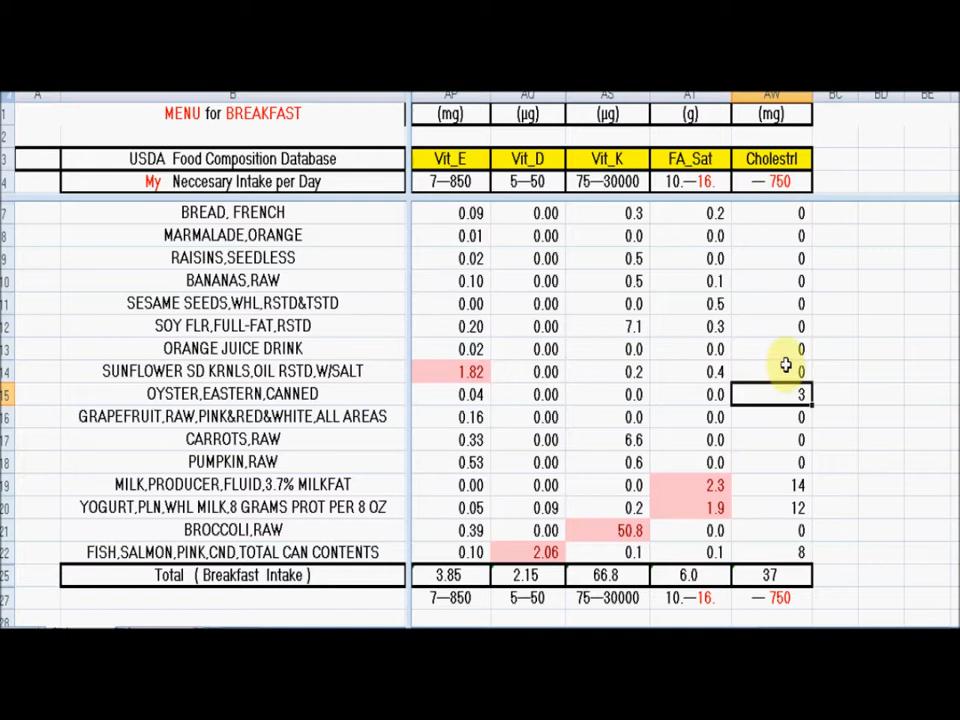 A B AP AQ AS AT AW BC BD BE
1 MENU for BREAKFAST (mg) (µg) (µg) (g) (mg)
2
3 USDA Food Composition Database Vit_E Vit_D Vit_K FA_Sat Cholestrl
4 My Neccesary Intake per Day 7—850 5—50 75—30000 10.—16. — 750
7 BREAD, FRENCH 0.09 0.00 0.3 0.2 0
8 MARMALADE,ORANGE 0.01 0.00 0.0 0.0 0
9 RAISINS,SEEDLESS 0.02 0.00 0.5 0.0 0
10 BANANAS,RAW 0.10 0.00 0.5 0.1 0
11 SESAME SEEDS,WHL,RSTD&TSTD 0.00 0.00 0.0 0.5 0
12 SOY FLR,FULL-FAT,RSTD 0.20 0.00 7.1 0.3 0
13 ORANGE JUICE DRINK 0.02 0.00 0.0 0.0 0
14 SUNFLOWER SD KRNLS,OIL RSTD,W/SALT 1.82 0.00 0.2 0.4 0
15 OYSTER,EASTERN,CANNED 0.04 0.00 0.0 0.0 3
16 GRAPEFRUIT,RAW,PINK&RED&WHITE,ALL AREAS 0.16 0.00 0.0 0.0 0
17 CARROTS,RAW 0.33 0.00 6.6 0.0 0
18 PUMPKIN,RAW 0.53 0.00 0.6 0.0 0
19 MILK,PRODUCER,FLUID,3.7% MILKFAT 0.00 0.00 0.0 2.3 14
20 YOGURT,PLN,WHL MILK,8 GRAMS PROT PER 8 OZ 0.05 0.09 0.2 1.9 12
21 BROCCOLI,RAW 0.39 0.00 50.8 0.0 0
22 FISH,SALMON,PINK,CND,TOTAL CAN CONTENTS 0.10 2.06 0.1 0.1 8
25 Total ( Breakfast Intake ) 3.85 2.15 66.8 6.0 37
27 7—850 5—50 75—30000 10.—16. — 750
28